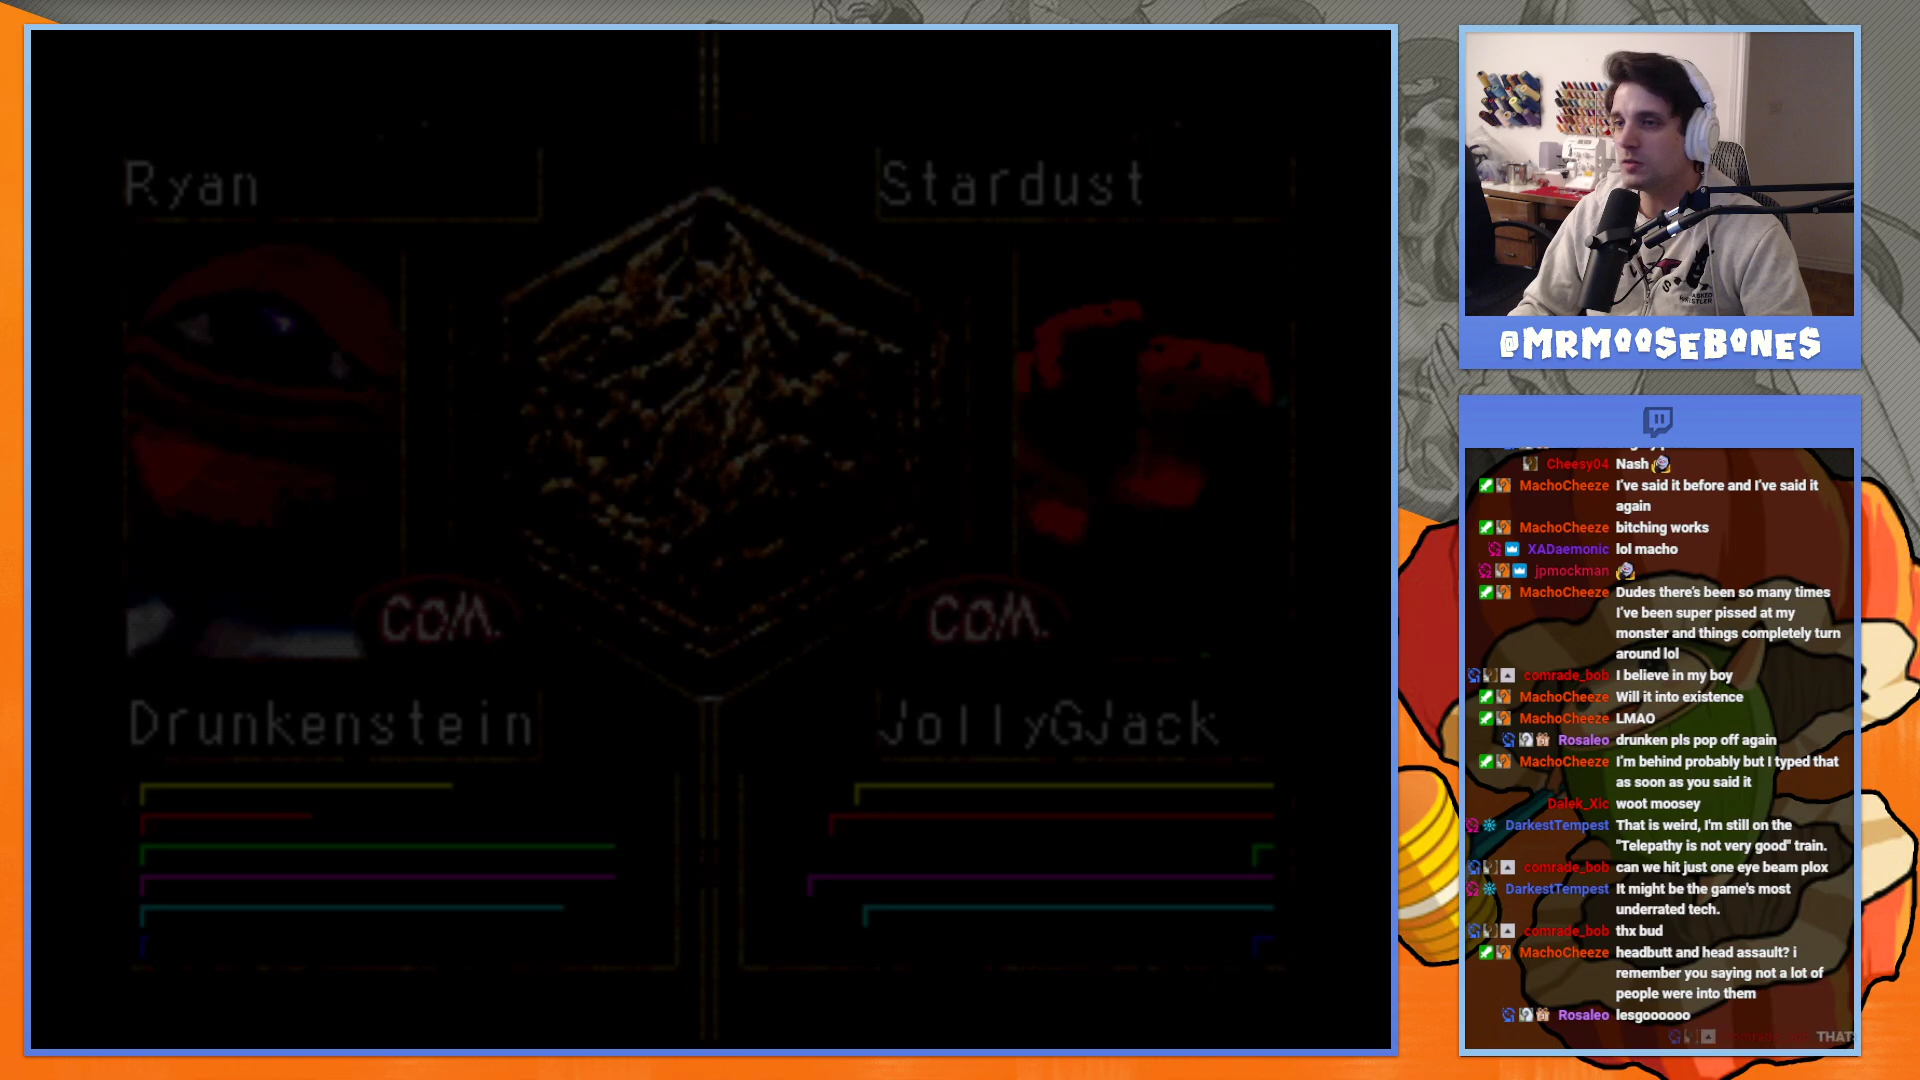 Ryan
Stardust
COM.
COM.
Drunkenstein
JollyGJack
@MRMOOSEBONES
Cheesy04 Nash
MachoCheeze I've said it before and I've said it
again
MachoCheeze bitching works
XADaemonic lol macho
jpmockman
MachoCheeze Dudes there's been so many times
I've been super pissed at my
monster and things completely turn
around lol
comrade_bob I believe in my boy
MachoCheeze Will it into existence
MachoCheeze LMAO
Rosaleo drunken pls pop off again
MachoCheeze I'm behind probably but I typed that
as soon as you said it
Dalek_Xic woot moosey
DarkestTempest That is weird, I'm still on the
"Telepathy is not very good" train.
comrade_bob can we hit just one eye beam plox
DarkestTempest It might be the game's most
underrated tech.
comrade_bob thx bud
MachoCheeze headbutt and head assault? i
remember you saying not a lot of
people were into them
Rosaleo lesgoooooo